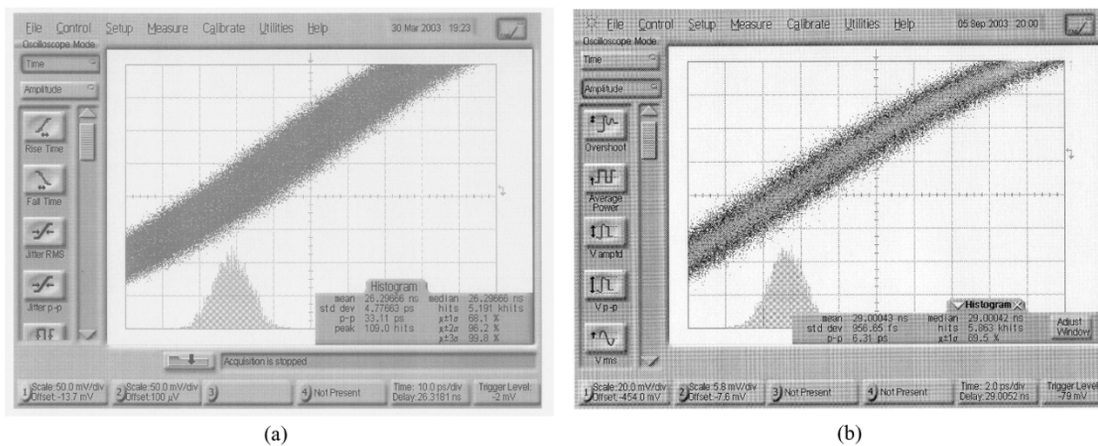 File Control Setup Measure Calibrate Utilities Help 30 Mar 2003 19:23
Oscilloscope Mode
Time
Amplitude
Rise Time
Fall Time
Jitter RMS
Jitter p-p
Histogram
mean 26.29666 ns median 26.29666 ns
std dev 4.77663 ps hits 5.191 khits
p-p 33.11 ps μ±1σ 68.1 %
peak 109.0 hits μ±2σ 96.2 %
μ±3σ 99.8 %
Acquisition is stopped
1 Scale:50.0 mV/div Offset:-13.7 mV
2 Scale:50.0 mV/div Offset:100 μV
3
4 Not Present
Time: 10.0 ps/div Delay:26.3181 ns
Trigger Level: -2 mV
(a)
File Control Setup Measure Calibrate Utilities Help 05 Sep 2003 20:00
Oscilloscope Mode
Time
Amplitude
Overshoot
Average
Power
V amptd
V p-p
V rms
Histogram
mean 29.00043 ns median 29.00042 ns
std dev 956.65 fs hits 5.863 khits
p-p 6.31 ps μ±1σ 69.5 %
Adjust
Window
1 Scale:20.0 mV/div Offset:-454.0 mV
2 Scale:5.8 mV/div Offset:-7.6 mV
3 Not Present
4 Not Present
Time: 2.0 ps/div Delay:29.0052 ns
Trigger Level: -79 mV
(b)